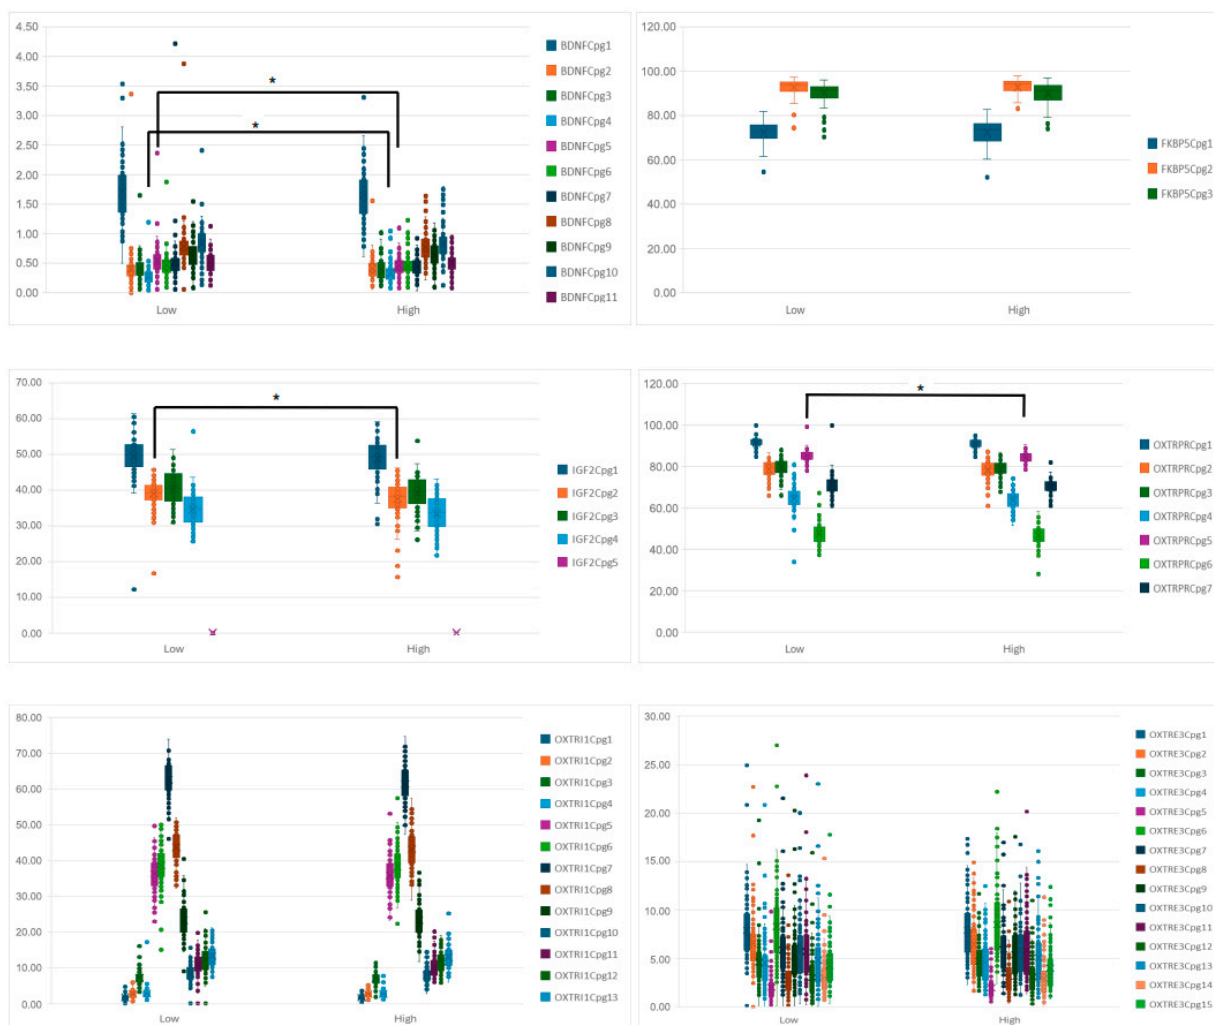 4.50
4.00
3.50
3.00
2.50
2.00
1.50
1.00
0.50
0.00
*
*
Low
High
BDNFCpg1
BDNFCpg2
BDNFCpg3
BDNFCpg4
BDNFCpg5
BDNFCpg6
BDNFCpg7
BDNFCpg8
BDNFCpg9
BDNFCpg10
BDNFCpg11
120.00
100.00
80.00
60.00
40.00
20.00
0.00
Low
High
FKBP5Cpg1
FKBP5Cpg2
FKBP5Cpg3
70.00
60.00
50.00
40.00
30.00
20.00
10.00
0.00
*
Low
High
IGF2Cpg1
IGF2Cpg2
IGF2Cpg3
IGF2Cpg4
IGF2Cpg5
120.00
100.00
80.00
60.00
40.00
20.00
0.00
*
Low
High
OXTRPRCpg1
OXTRPRCpg2
OXTRPRCpg3
OXTRPRCpg4
OXTRPRCpg5
OXTRPRCpg6
OXTRPRCpg7
80.00
70.00
60.00
50.00
40.00
30.00
20.00
10.00
0.00
Low
High
OXTRI1Cpg1
OXTRI1Cpg2
OXTRI1Cpg3
OXTRI1Cpg4
OXTRI1Cpg5
OXTRI1Cpg6
OXTRI1Cpg7
OXTRI1Cpg8
OXTRI1Cpg9
OXTRI1Cpg10
OXTRI1Cpg11
OXTRI1Cpg12
OXTRI1Cpg13
30.00
25.00
20.00
15.00
10.00
5.00
0.00
Low
High
OXTRE3Cpg1
OXTRE3Cpg2
OXTRE3Cpg3
OXTRE3Cpg4
OXTRE3Cpg5
OXTRE3Cpg6
OXTRE3Cpg7
OXTRE3Cpg8
OXTRE3Cpg9
OXTRE3Cpg10
OXTRE3Cpg11
OXTRE3Cpg12
OXTRE3Cpg13
OXTRE3Cpg14
OXTRE3Cpg15